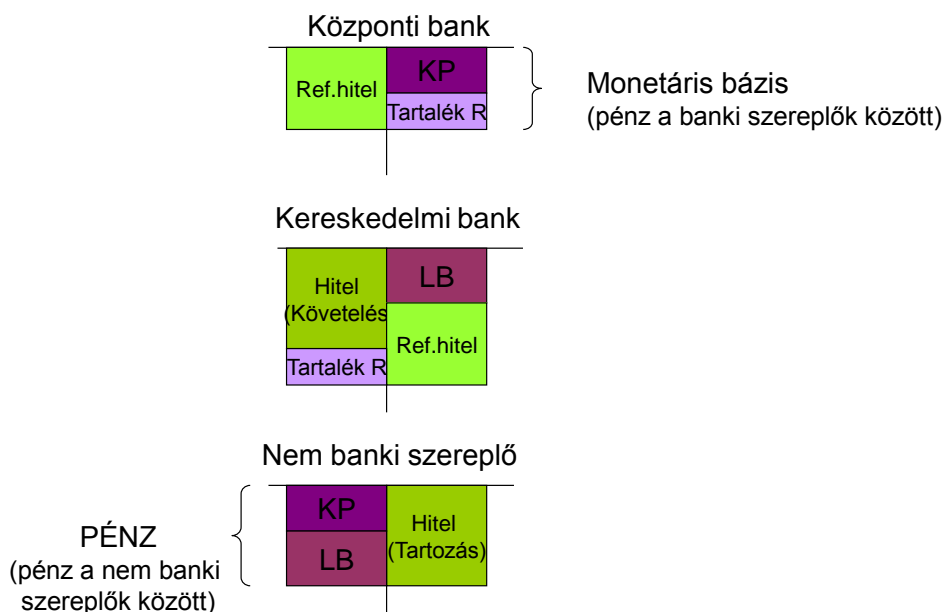 Központi bank
Ref.hitel
KP
Tartalék R
Monetáris bázis
(pénz a banki szereplők között)
Kereskedelmi bank
Hitel
(Követelés
LB
Tartalék R
Ref.hitel
Nem banki szereplő
PÉNZ
(pénz a nem banki
szereplők között)
KP
LB
Hitel
(Tartozás)